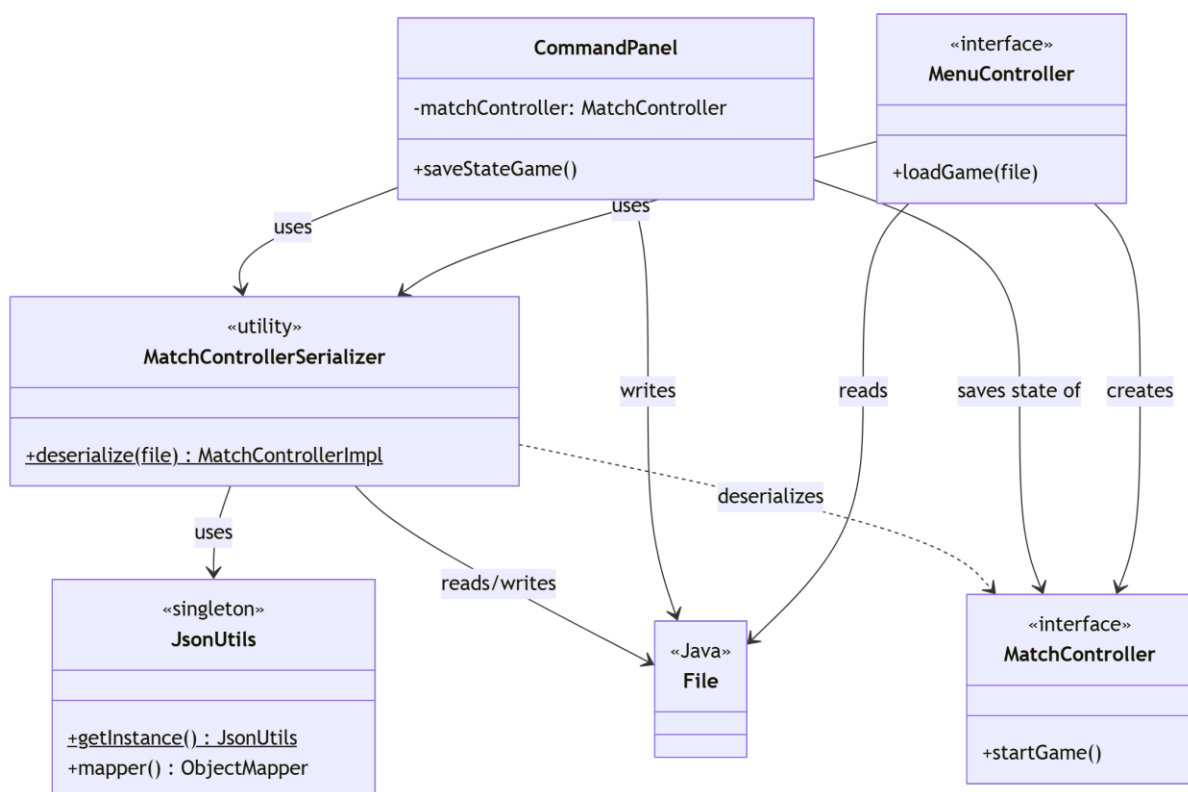 CommandPanel
-matchController: MatchController
+saveStateGame()
«interface»
MenuController
+loadGame(file)
uses
uses
«utility»
MatchControllerSerializer
+deserialize(file) : MatchControllerImpl
writes
reads
saves state of
creates
deserializes
uses
reads/writes
«singleton»
JsonUtils
+getInstance() : JsonUtils
+mapper() : ObjectMapper
«Java»
File
«interface»
MatchController
+startGame()